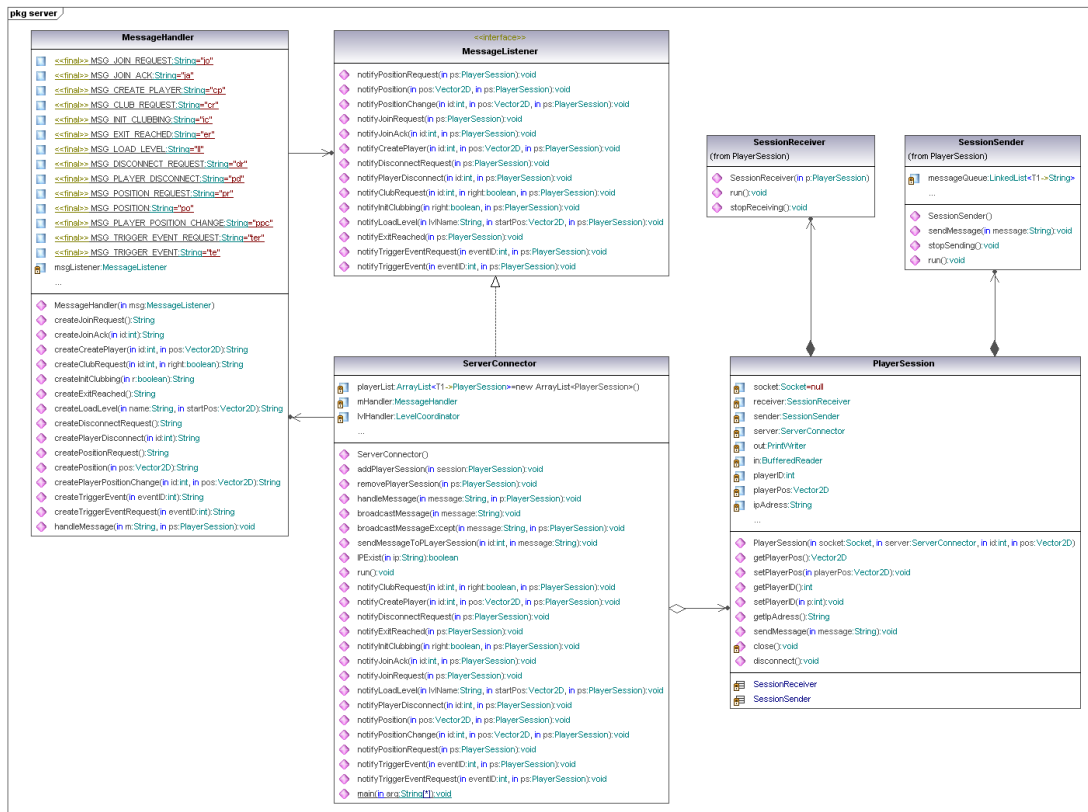 pkg server
MessageHandler
<<final>> MSG_JOIN_REQUEST:String="jo"
<<final>> MSG_JOIN_ACK:String="ja"
<<final>> MSG_CREATE_PLAYER:String="cp"
<<final>> MSG_CLUB_REQUEST:String="cr"
<<final>> MSG_INIT_CLUBBING:String="ic"
<<final>> MSG_EXIT_REACHED:String="er"
<<final>> MSG_LOAD_LEVEL:String="ll"
<<final>> MSG_DISCONNECT_REQUEST:String="dr"
<<final>> MSG_PLAYER_DISCONNECT:String="pd"
<<final>> MSG_POSITION_REQUEST:String="pr"
<<final>> MSG_POSITION:String="po"
<<final>> MSG_PLAYER_POSITION_CHANGE:String="ppc"
<<final>> MSG_TRIGGER_EVENT_REQUEST:String="ter"
<<final>> MSG_TRIGGER_EVENT:String="te"
msgListener:MessageListener
...
MessageHandler(in msg:MessageListener)
createJoinRequest():String
createJoinAck(in id:int):String
createCreatePlayer(in id:int, in pos:Vector2D):String
createClubRequest(in id:int, in right:boolean):String
createInitClubbing(in r:boolean):String
createExitReached():String
createLoadLevel(in name:String, in startPos:Vector2D):String
createDisconnectRequest():String
createPlayerDisconnect(in id:int):String
createPositionRequest():String
createPosition(in pos:Vector2D):String
createPlayerPositionChange(in id:int, in pos:Vector2D):String
createTriggerEvent(in eventID:int):String
createTriggerEventRequest(in eventID:int):String
handleMessage(in m:String, in ps:PlayerSession):void
<<interface>>
MessageListener
notifyPositionRequest(in ps:PlayerSession):void
notifyPosition(in pos:Vector2D, in ps:PlayerSession):void
notifyPositionChange(in id:int, in pos:Vector2D, in ps:PlayerSession):void
notifyJoinRequest(in ps:PlayerSession):void
notifyJoinAck(in id:int, in ps:PlayerSession):void
notifyCreatePlayer(in id:int, in pos:Vector2D, in ps:PlayerSession):void
notifyDisconnectRequest(in ps:PlayerSession):void
notifyPlayerDisconnect(in id:int, in ps:PlayerSession):void
notifyClubRequest(in id:int, in right:boolean, in ps:PlayerSession):void
notifyInitClubbing(in right:boolean, in ps:PlayerSession):void
notifyLoadLevel(in lvlName:String, in startPos:Vector2D, in ps:PlayerSession):void
notifyExitReached(in ps:PlayerSession):void
notifyTriggerEventRequest(in eventID:int, in ps:PlayerSession):void
notifyTriggerEvent(in eventID:int, in ps:PlayerSession):void
SessionReceiver
(from PlayerSession)
SessionReceiver(in p:PlayerSession)
run():void
stopReceiving():void
SessionSender
(from PlayerSession)
messageQueue:LinkedList<T1->String>
...
SessionSender()
sendMessage(in message:String):void
stopSending():void
run():void
ServerConnector
playerList:ArrayList<T1->PlayerSession>=new ArrayList<PlayerSession>()
mHandler:MessageHandler
lvlHandler:LevelCoordinator
...
ServerConnector()
addPlayerSession(in session:PlayerSession):void
removePlayerSession(in ps:PlayerSession):void
handleMessage(in message:String, in p:PlayerSession):void
broadcastMessage(in message:String):void
broadcastMessageExcept(in message:String, in ps:PlayerSession):void
sendMessageToPLayerSession(in id:int, in message:String):void
IPExist(in ip:String):boolean
run():void
notifyClubRequest(in id:int, in right:boolean, in ps:PlayerSession):void
notifyCreatePlayer(in id:int, in pos:Vector2D, in ps:PlayerSession):void
notifyDisconnectRequest(in ps:PlayerSession):void
notifyExitReached(in ps:PlayerSession):void
notifyInitClubbing(in right:boolean, in ps:PlayerSession):void
notifyJoinAck(in id:int, in ps:PlayerSession):void
notifyJoinRequest(in ps:PlayerSession):void
notifyLoadLevel(in lvlName:String, in startPos:Vector2D, in ps:PlayerSession):void
notifyPlayerDisconnect(in id:int, in ps:PlayerSession):void
notifyPosition(in pos:Vector2D, in ps:PlayerSession):void
notifyPositionChange(in id:int, in pos:Vector2D, in ps:PlayerSession):void
notifyPositionRequest(in ps:PlayerSession):void
notifyTriggerEvent(in eventID:int, in ps:PlayerSession):void
notifyTriggerEventRequest(in eventID:int, in ps:PlayerSession):void
main(in arg:String[*]):void
PlayerSession
socket:Socket=null
receiver:SessionReceiver
sender:SessionSender
server:ServerConnector
out:PrintWriter
in:BufferedReader
playerID:int
playerPos:Vector2D
ipAdress:String
...
PlayerSession(in socket:Socket, in server:ServerConnector, in id:int, in pos:Vector2D)
getPlayerPos():Vector2D
setPlayerPos(in playerPos:Vector2D):void
getPlayerID():int
setPlayerID(in p:int):void
getIpAdress():String
sendMessage(in message:String):void
close():void
disconnect():void
SessionReceiver
SessionSender